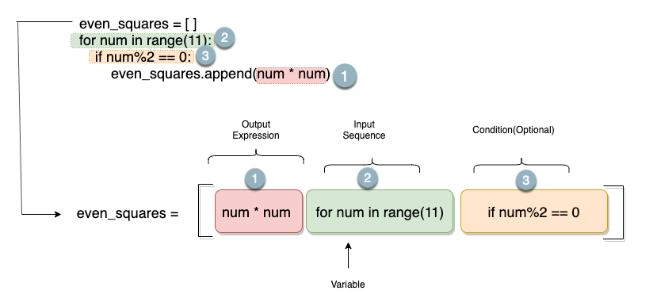 even_squares = [ ]
for num in range(11): 2
if num%2 == 0: 3
even_squares.append(num * num) 1
Output
Expression
Input
Sequence
Condition(Optional)
1
2
3
even_squares = [ num * num for num in range(11) if num%2 == 0 ]
Variable